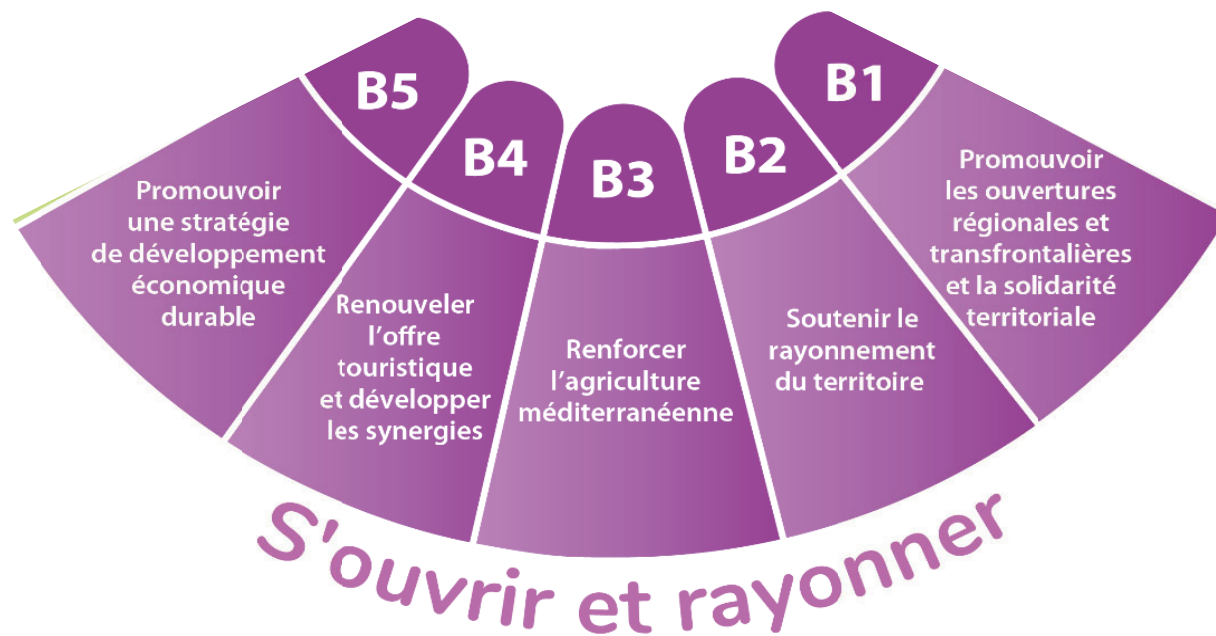 B5
Promouvoir
une stratégie
de développement
économique
durable
B4
Renouveler
l'offre
touristique
et développer
les synergies
B3
Renforcer
l'agriculture
méditerranéenne
B2
Soutenir le
rayonnement
du territoire
B1
Promouvoir
les ouvertures
régionales et
transfrontalières
et la solidarité
territoriale
S'ouvrir et rayonner